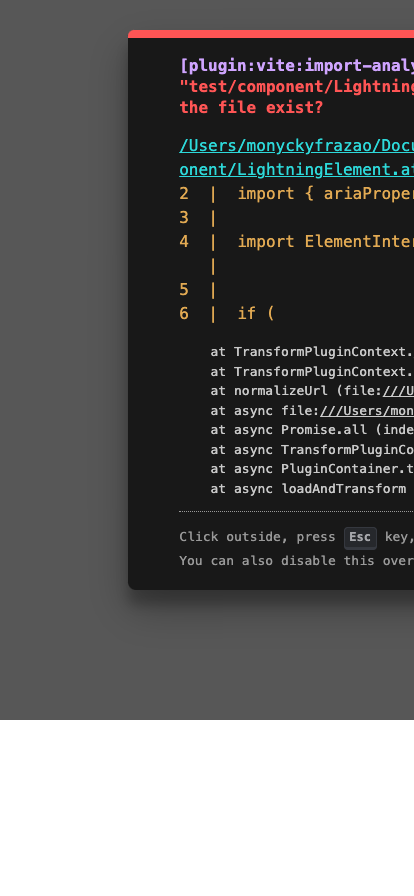 [plugin:vite:import-analy
"test/component/Lightning
the file exist?
/Users/monyckyfrazao/Docu
onent/LightningElement.at
2 | import { ariaProper
3 |
4 | import ElementInter
|
5 |
6 | if (
at TransformPluginContext.
at TransformPluginContext.
at normalizeUrl (file:///U
at async file:///Users/mon
at async Promise.all (inde
at async TransformPluginCo
at async PluginContainer.t
at async loadAndTransform
Click outside, press Esc key,
You can also disable this over